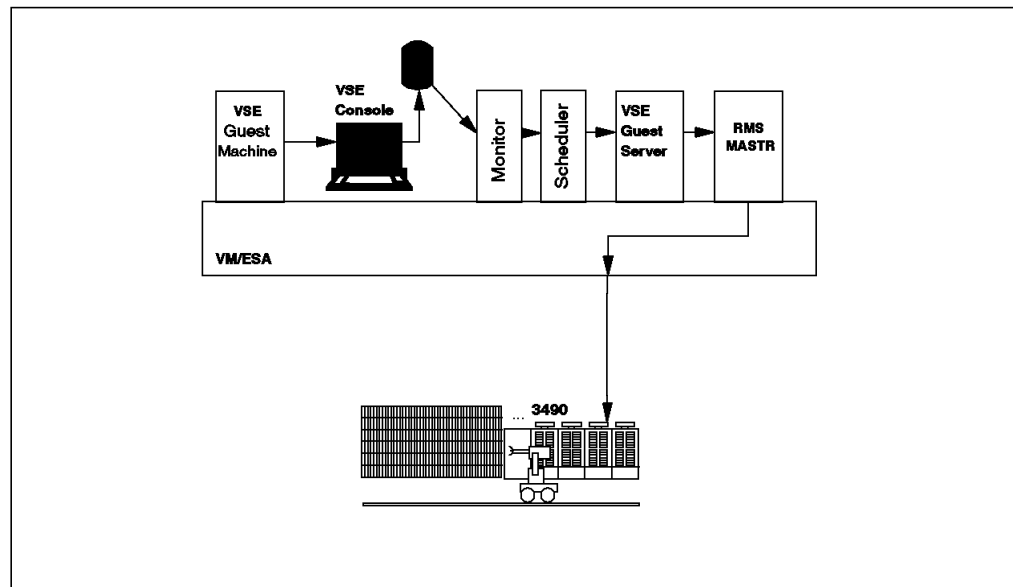 VSE
Guest
Machine
VSE
Console
Monitor
Scheduler
VSE
Guest
Server
RMS
MASTR
VM/ESA
... 3490